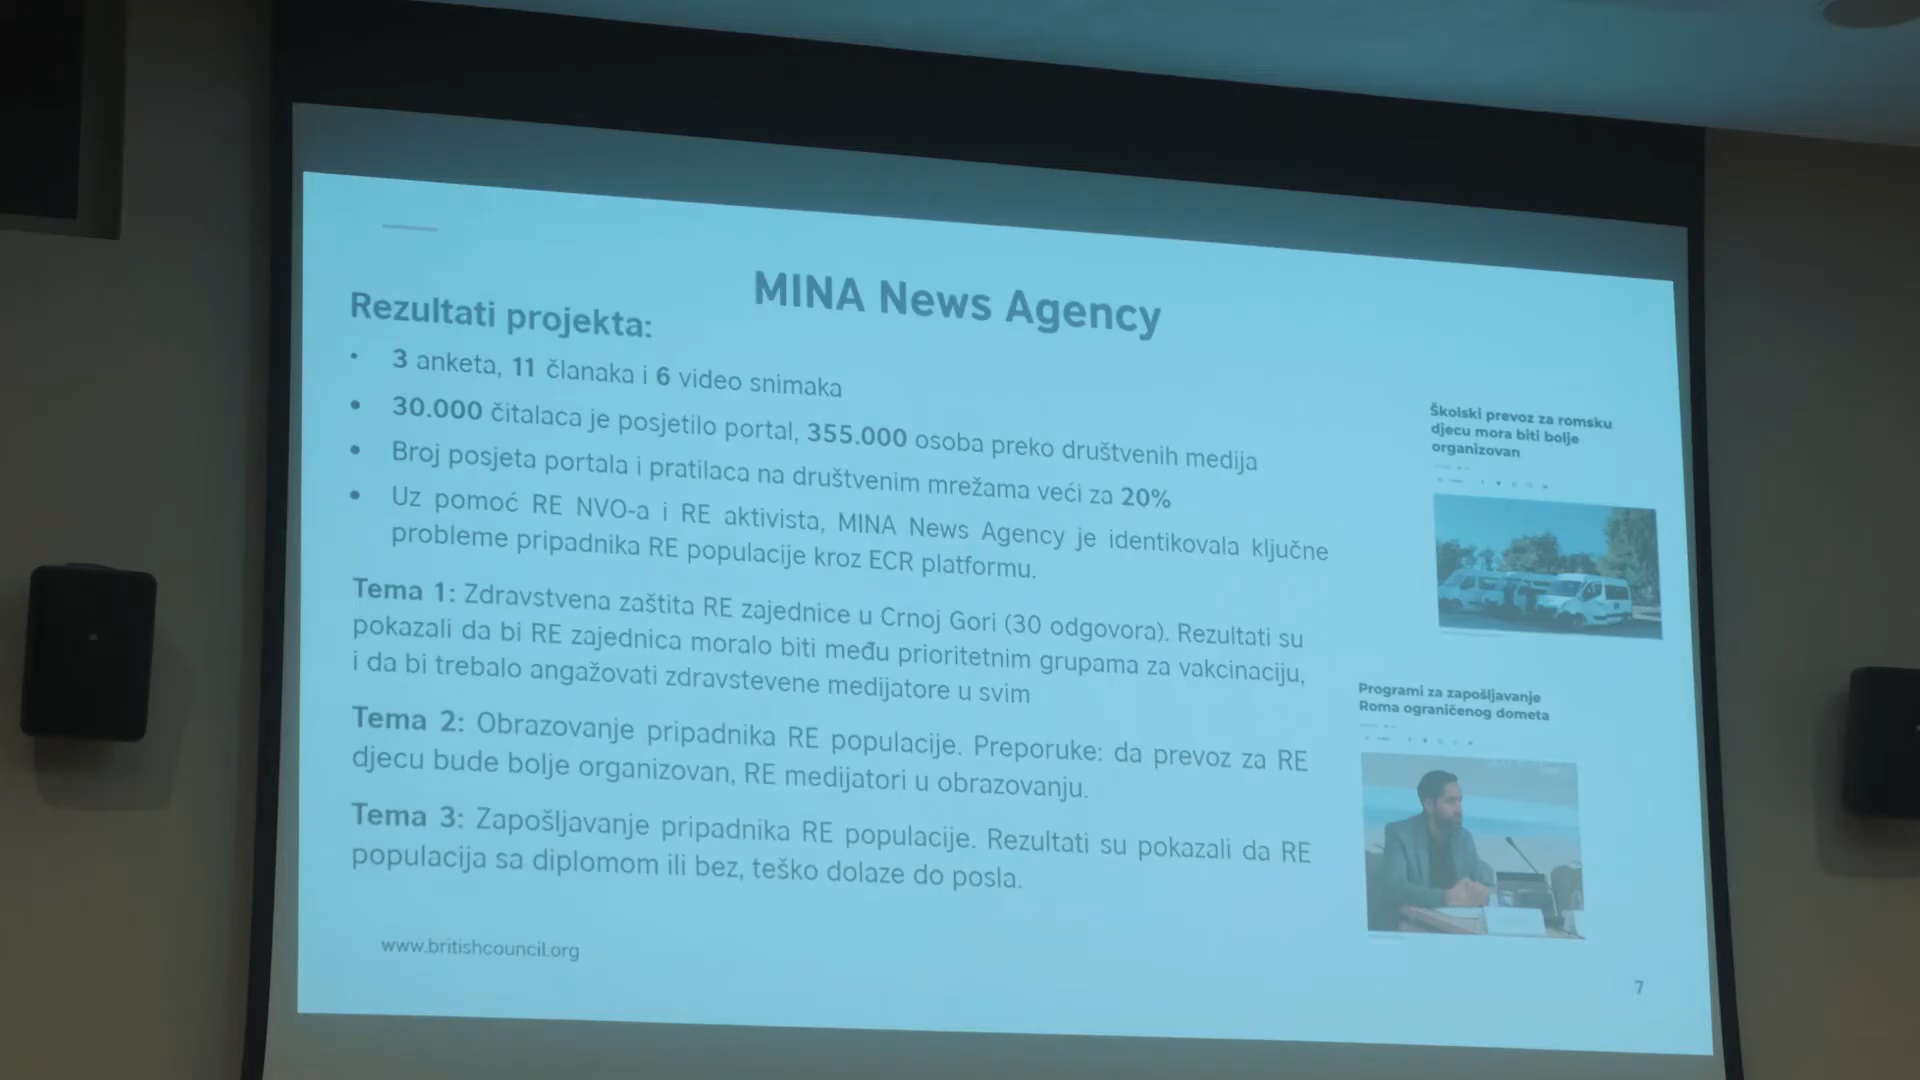 MINA News Agency
Rezultati projekta:
• 3 anketa, 11 članaka i 6 video snimaka
• 30.000 čitalaca je posjetilo portal, 355.000 osoba preko društvenih medija
• Broj posjeta portala i pratilaca na društvenim mrežama veći za 20%
• Uz pomoć RE NVO-a i RE aktivista, MINA News Agency je identikovala ključne
probleme pripadnika RE populacije kroz ECR platformu.
Tema 1: Zdravstvena zaštita RE zajednice u Crnoj Gori (30 odgovora). Rezultati su
pokazali da bi RE zajednica moralo biti među prioritetnim grupama za vakcinaciju,
i da bi trebalo angažovati zdravstevene medijatore u svim
Tema 2: Obrazovanje pripadnika RE populacije. Preporuke: da prevoz za RE
djecu bude bolje organizovan, RE medijatori u obrazovanju.
Tema 3: Zapošljavanje pripadnika RE populacije. Rezultati su pokazali da RE
populacija sa diplomom ili bez, teško dolaze do posla.
Školski prevoz za romsku
djecu mora biti bolje
organizovan
Programi za zapošljavanje
Roma ograničenog dometa
www.britishcouncil.org
7